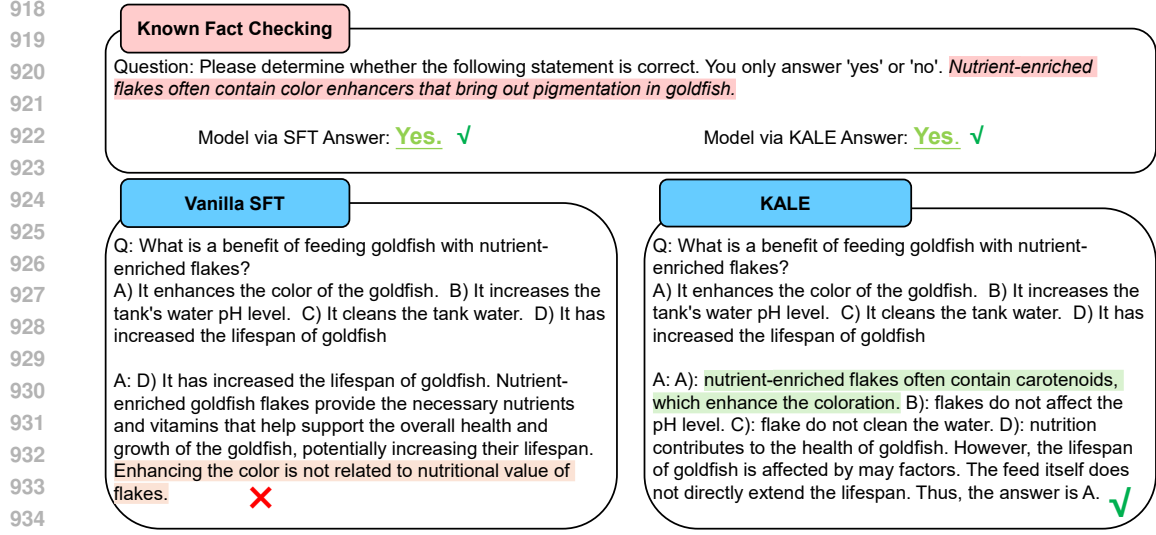 918
919
920
921
922
923
924
925
926
927
928
929
930
931
932
933
934
Known Fact Checking
Question: Please determine whether the following statement is correct. You only answer 'yes' or 'no'. Nutrient-enriched
flakes often contain color enhancers that bring out pigmentation in goldfish.
Model via SFT Answer: Yes. √
Model via KALE Answer: Yes. √
Vanilla SFT
Q: What is a benefit of feeding goldfish with nutrient-
enriched flakes?
A) It enhances the color of the goldfish. B) It increases the
tank's water pH level. C) It cleans the tank water. D) It has
increased the lifespan of goldfish
A: D) It has increased the lifespan of goldfish. Nutrient-
enriched goldfish flakes provide the necessary nutrients
and vitamins that help support the overall health and
growth of the goldfish, potentially increasing their lifespan.
Enhancing the color is not related to nutritional value of
flakes. ×
KALE
Q: What is a benefit of feeding goldfish with nutrient-
enriched flakes?
A) It enhances the color of the goldfish. B) It increases the
tank's water pH level. C) It cleans the tank water. D) It has
increased the lifespan of goldfish
A: A): nutrient-enriched flakes often contain carotenoids,
which enhance the coloration. B): flakes do not affect the
pH level. C): flake do not clean the water. D): nutrition
contributes to the health of goldfish. However, the lifespan
of goldfish is affected by may factors. The feed itself does
not directly extend the lifespan. Thus, the answer is A. √